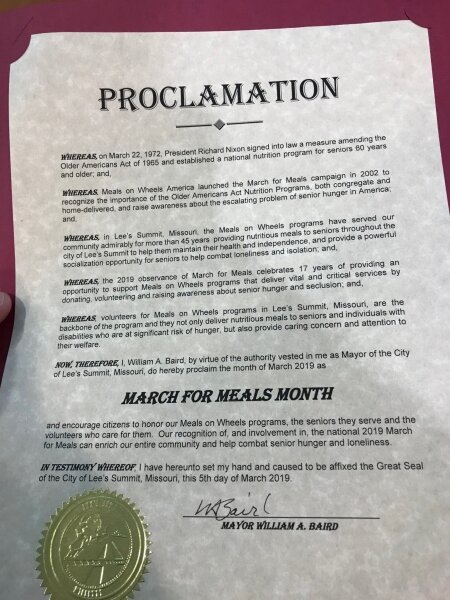 PROCLAMATION
WHEREAS, on March 22, 1972, President Richard Nixon signed into law a measure amending the
Older Americans Act of 1965 and established a national nutrition program for seniors 60 years
and older; and,
WHEREAS, Meals on Wheels America launched the March for Meals campaign in 2002 to
recognize the importance of the Older Americans Act Nutrition Programs, both congregate and
home-delivered, and raise awareness about the escalating problem of senior hunger in America;
and,
WHEREAS, in Lee's Summit, Missouri, the Meals on Wheels programs have served our
community admirably for more than 45 years providing nutritious meals to seniors throughout the
city of Lee's Summit to help them maintain their health and independence, and provide a powerful
socialization opportunity for seniors to help combat loneliness and isolation; and,
WHEREAS, the 2019 observance of March for Meals celebrates 17 years of providing an
opportunity to support Meals on Wheels programs that deliver vital and critical services by
donating, volunteering and raising awareness about senior hunger and seclusion; and,
WHEREAS, volunteers for Meals on Wheels programs in Lee's Summit, Missouri, are the
backbone of the program and they not only deliver nutritious meals to seniors and individuals with
disabilities who are at significant risk of hunger, but also provide caring concern and attention to
their welfare.
NOW, THEREFORE, I, William A. Baird, by virtue of the authority vested in me as Mayor of the City
of Lee's Summit, Missouri, do hereby proclaim the month of March 2019 as
MARCH FOR MEALS MONTH
and encourage citizens to honor our Meals on Wheels programs, the seniors they serve and the
volunteers who care for them. Our recognition of, and involvement in, the national 2019 March
for Meals can enrich our entire community and help combat senior hunger and loneliness.
IN TESTIMONY WHEREOF, I have hereunto set my hand and caused to be affixed the Great Seal
of the City of Lee's Summit, Missouri, this 5th day of March 2019.
WABaird
MAYOR WILLIAM A. BAIRD